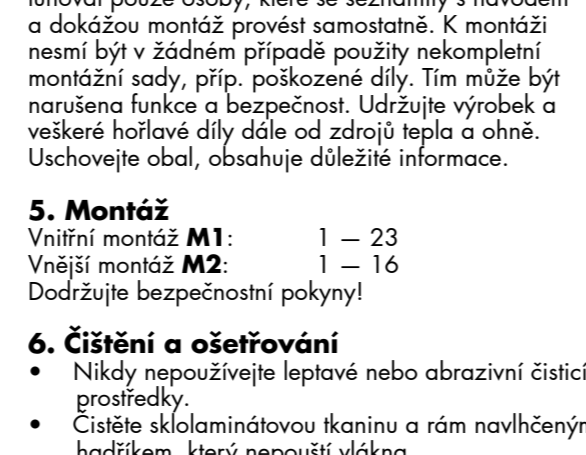 a dokážou montáž provést samostatně. K montáži
nesmí být v žádném případě použity nekompletní
montážní sady, příp. poškozené díly. Tím může být
narušena funkce a bezpečnost. Udržujte výrobek a
veškeré hořlavé díly dále od zdrojů tepla a ohně.
Uschovejte obal, obsahuje důležité informace.
5. Montáž
Vnitřní montáž M1: 1 – 23
Vnější montáž M2: 1 – 16
Dodržujte bezpečnostní pokyny!
6. Čištění a ošetřování
• Nikdy nepoužívejte leptavé nebo abrazivní čisticí
prostředky.
• Čistěte sklolaminátovou tkaninu a rám navlhčeným
hadříkem, který nepouští vlákna